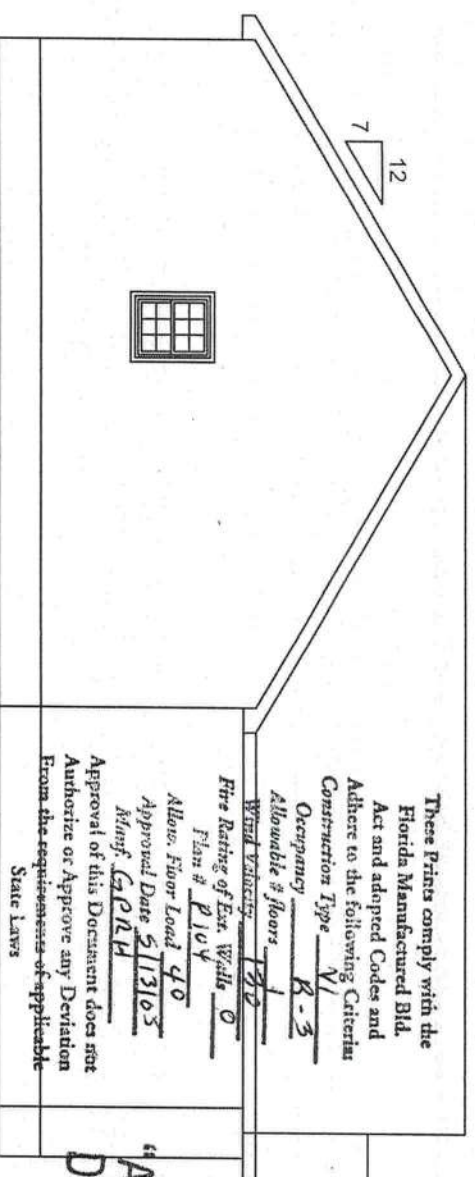 12
7
These Prints comply with the
Florida Manufactured Bld.
Act and adopted Codes and
Adhere to the following Criterias
Construction Type VI
Occupancy R-3
Allowable # floors 1
Wind Velocity 130
Fire Rating of Ext. Walls 0
Plan # P104
Allow. Floor Load 40
Approval Date 5/13/05
Manf. GPRH
Approval of this Document does not
Authorize or Approve any Deviation
From the requirements of applicable
State Laws
"A
D